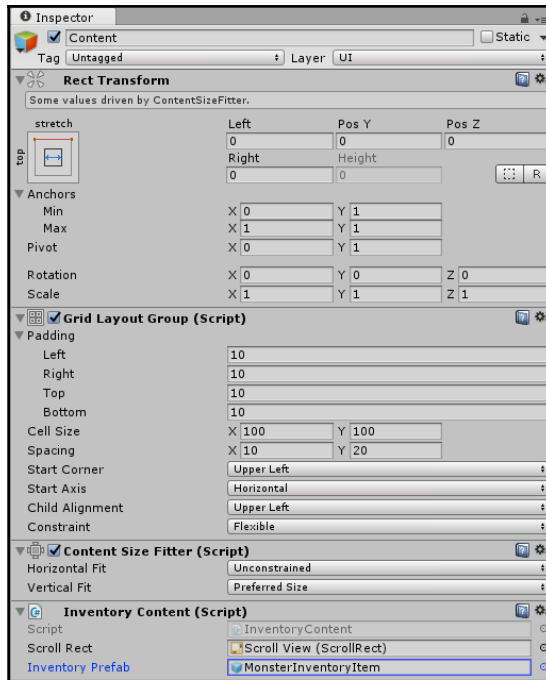 Inspector
Content Static
Tag Untagged Layer UI
Rect Transform
Some values driven by ContentSizeFitter.
stretch Left Pos Y Pos Z
top 0 0 0
Right Height
0 0 R
Anchors
Min X 0 Y 1
Max X 1 Y 1
Pivot X 0 Y 1
Rotation X 0 Y 0 Z 0
Scale X 1 Y 1 Z 1
Grid Layout Group (Script)
Padding
Left 10
Right 10
Top 10
Bottom 10
Cell Size X 100 Y 100
Spacing X 10 Y 20
Start Corner Upper Left
Start Axis Horizontal
Child Alignment Upper Left
Constraint Flexible
Content Size Fitter (Script)
Horizontal Fit Unconstrained
Vertical Fit Preferred Size
Inventory Content (Script)
Script InventoryContent
Scroll Rect Scroll View (ScrollRect)
Inventory Prefab MonsterInventoryItem